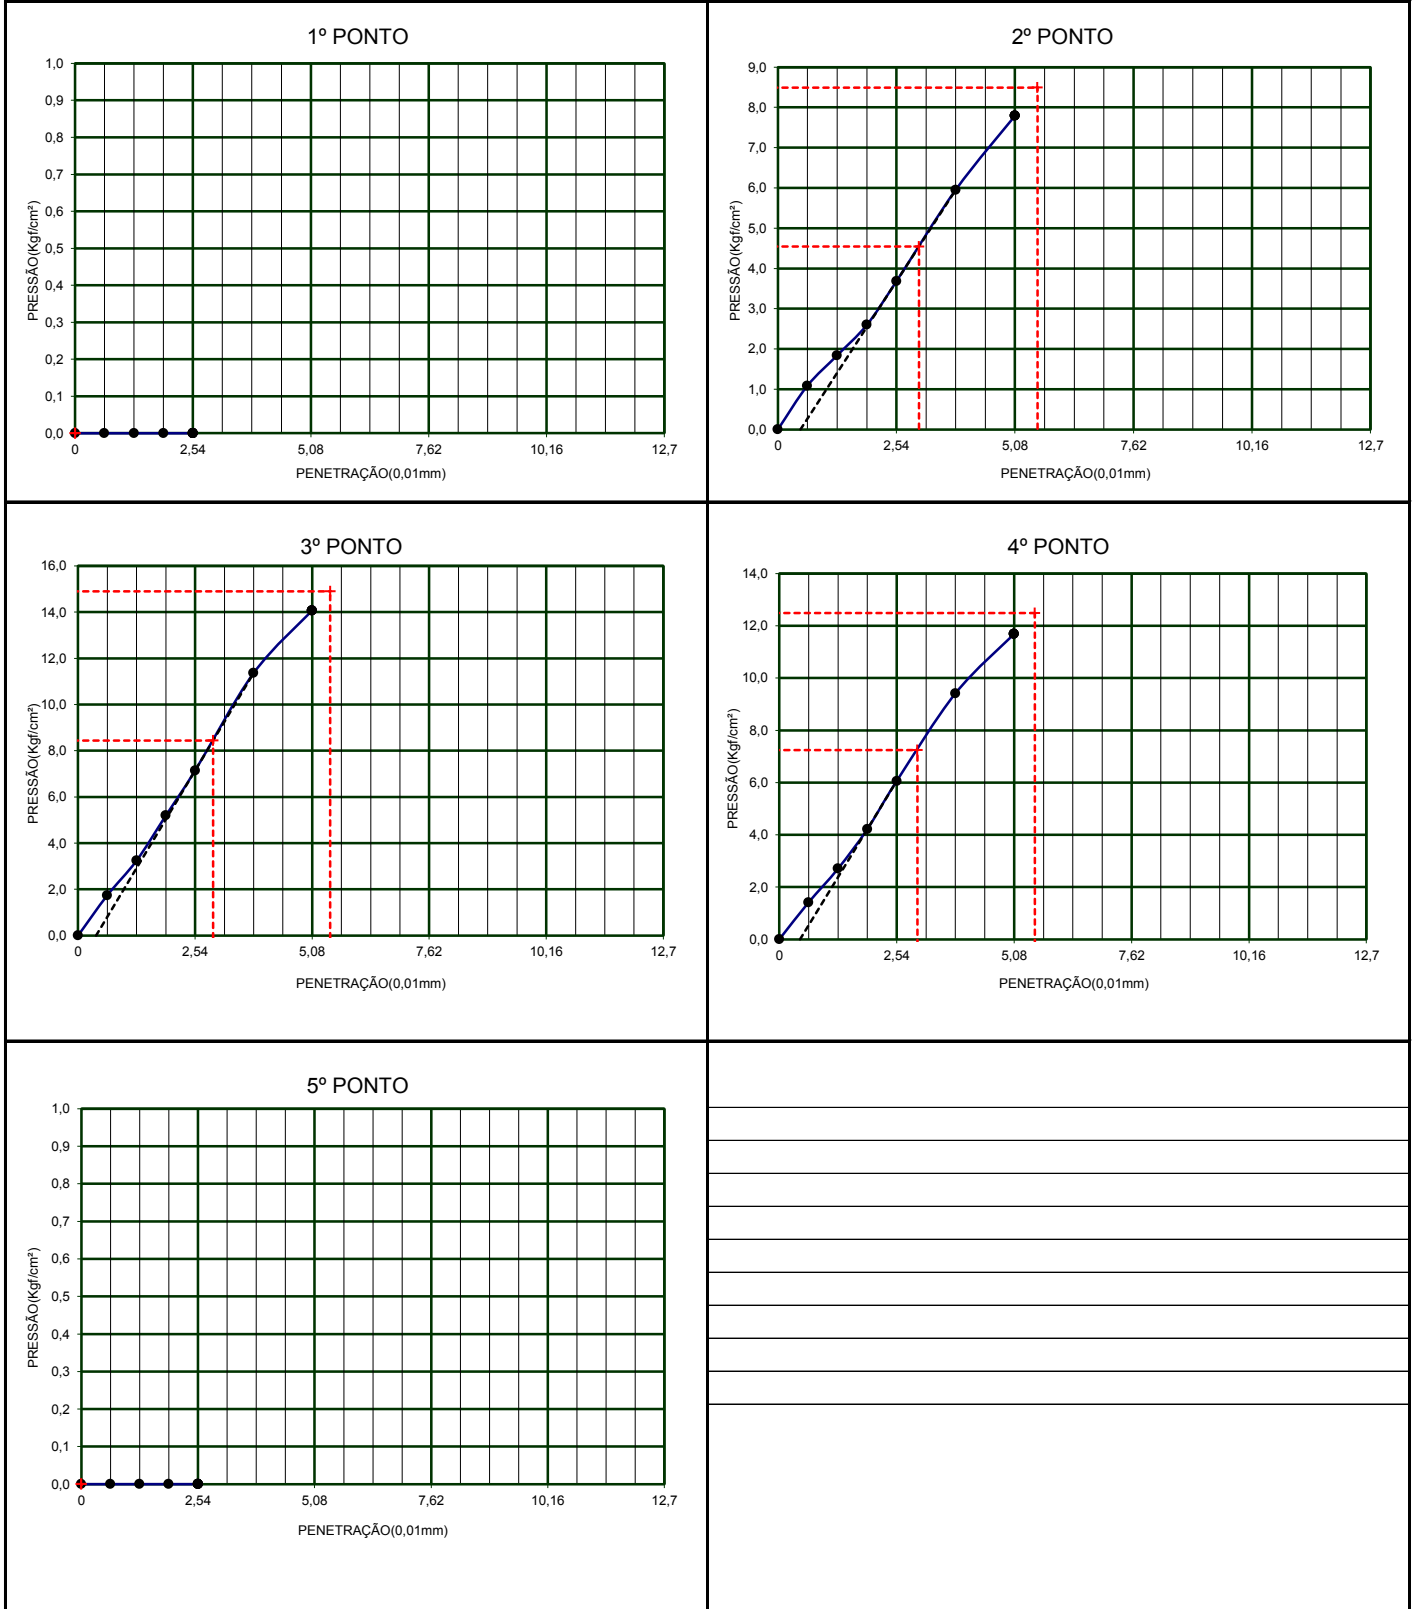 1º PONTO
PRESSÃO(Kgf/cm²)
1,0
0,9
0,8
0,7
0,6
0,5
0,4
0,3
0,2
0,1
0,0
0 2,54 5,08 7,62 10,16 12,7
PENETRAÇÃO(0,01mm)
2º PONTO
PRESSÃO(Kgf/cm²)
9,0
8,0
7,0
6,0
5,0
4,0
3,0
2,0
1,0
0,0
0 2,54 5,08 7,62 10,16 12,7
PENETRAÇÃO(0,01mm)
3º PONTO
PRESSÃO(Kgf/cm²)
16,0
14,0
12,0
10,0
8,0
6,0
4,0
2,0
0,0
0 2,54 5,08 7,62 10,16 12,7
PENETRAÇÃO(0,01mm)
4º PONTO
PRESSÃO(Kgf/cm²)
14,0
12,0
10,0
8,0
6,0
4,0
2,0
0,0
0 2,54 5,08 7,62 10,16 12,7
PENETRAÇÃO(0,01mm)
5º PONTO
PRESSÃO(Kgf/cm²)
1,0
0,9
0,8
0,7
0,6
0,5
0,4
0,3
0,2
0,1
0,0
0 2,54 5,08 7,62 10,16 12,7
PENETRAÇÃO(0,01mm)